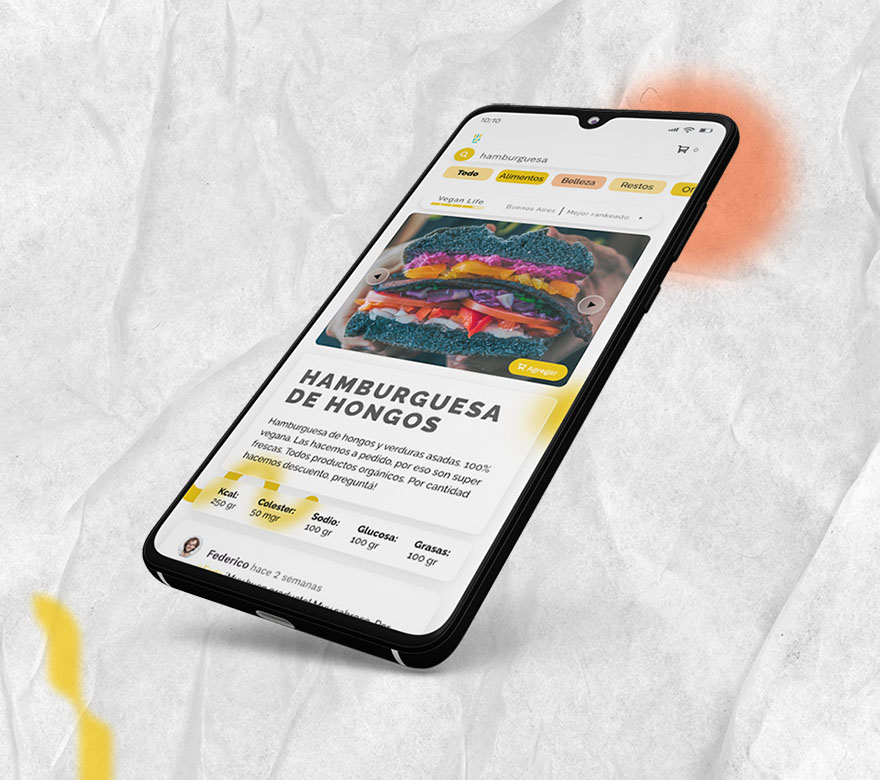 10:10
0
hamburguesa
Todo Alimentos Belleza Restos Of
Vegan Life Buenos Aires | Mejor rankeado
Agregar
HAMBURGUESA
DE HONGOS
Hamburguesa de hongos y verduras asadas. 100%
vegana. Las hacemos a pedido, por eso son super
frescas. Todos productos orgánicos. Por cantidad
hacemos descuento, preguntá!
Kcal: Colester: Sodio: Glucosa: Grasas:
250 gr 50 mgr 100 gr 100 gr 100 gr
Federico hace 2 semanas